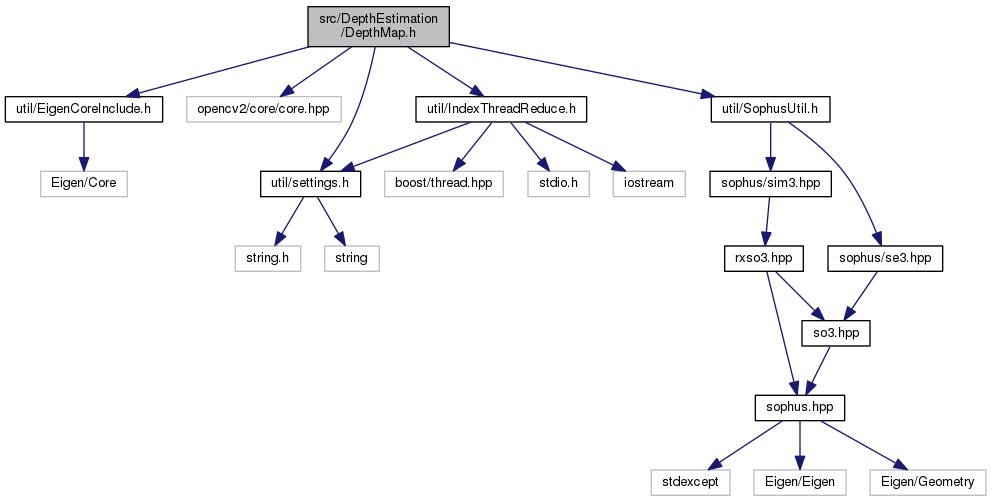 src/DepthEstimation
/DepthMap.h
util/EigenCoreInclude.h
opencv2/core/core.hpp
util/IndexThreadReduce.h
util/SophusUtil.h
Eigen/Core
util/settings.h
boost/thread.hpp
stdio.h
iostream
sophus/sim3.hpp
string.h
string
rxso3.hpp
sophus/se3.hpp
so3.hpp
sophus.hpp
stdexcept
Eigen/Eigen
Eigen/Geometry